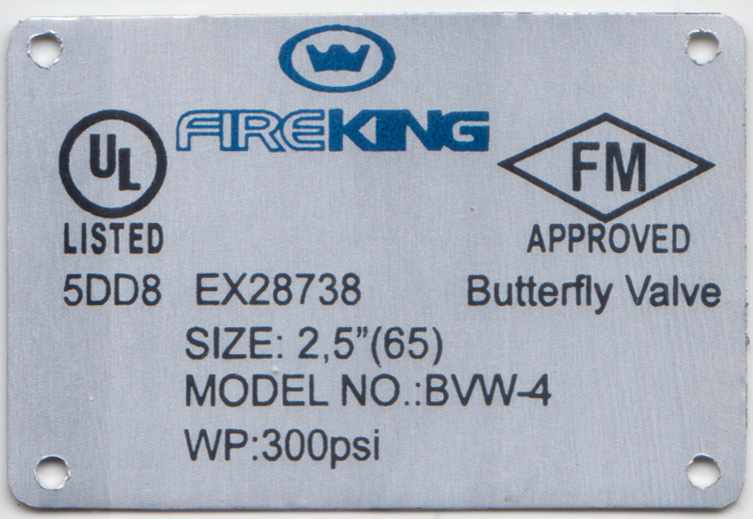 FIREKING
UL
LISTED
FM
APPROVED
5DD8 EX28738 Butterfly Valve
SIZE: 2,5”(65)
MODEL NO.:BVW-4
WP:300psi